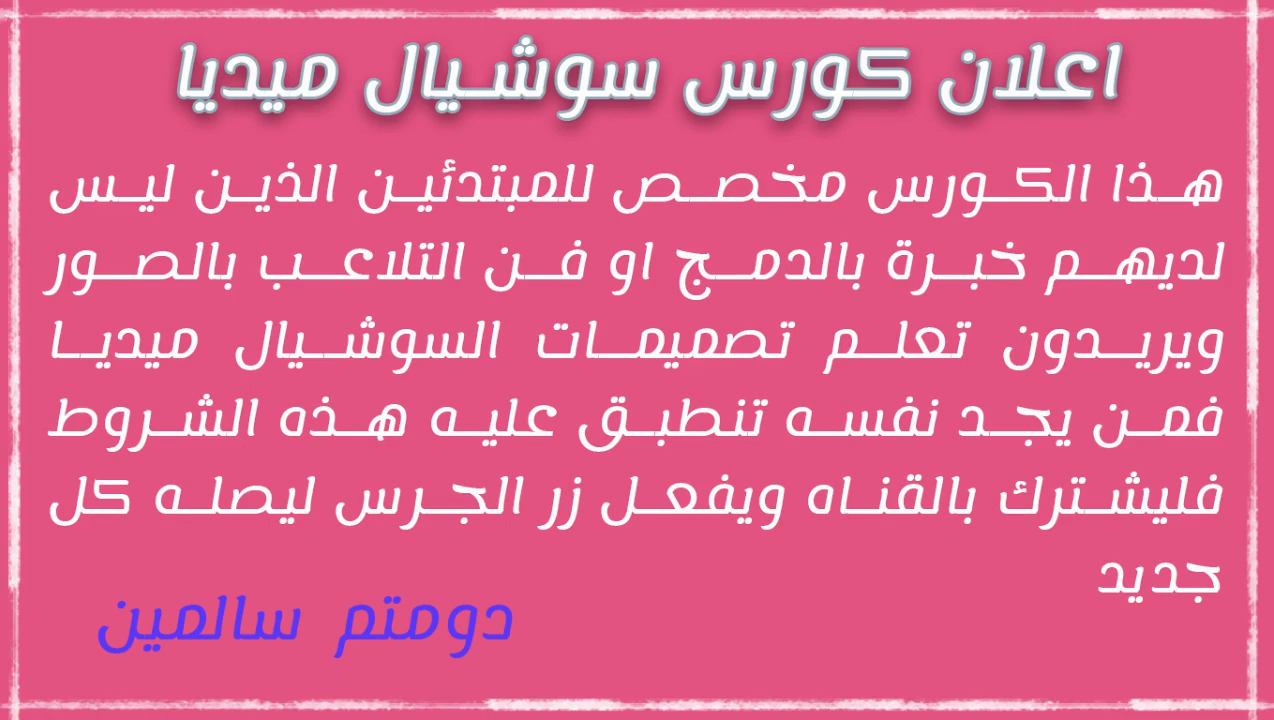 اعلان كورس سوشيال ميديا
هذا الكورس مخصص للمبتدئين الذين ليس
لديهم خبرة بالدمج او فن التلاعب بالصور
ويريدون تعلم تصميمات السوشيال ميديا
فمن يجد نفسه تنطبق عليه هذه الشروط
فليشترك بالقناه ويفعل زر الجرس ليصله كل
جديد
دومتم سالمين